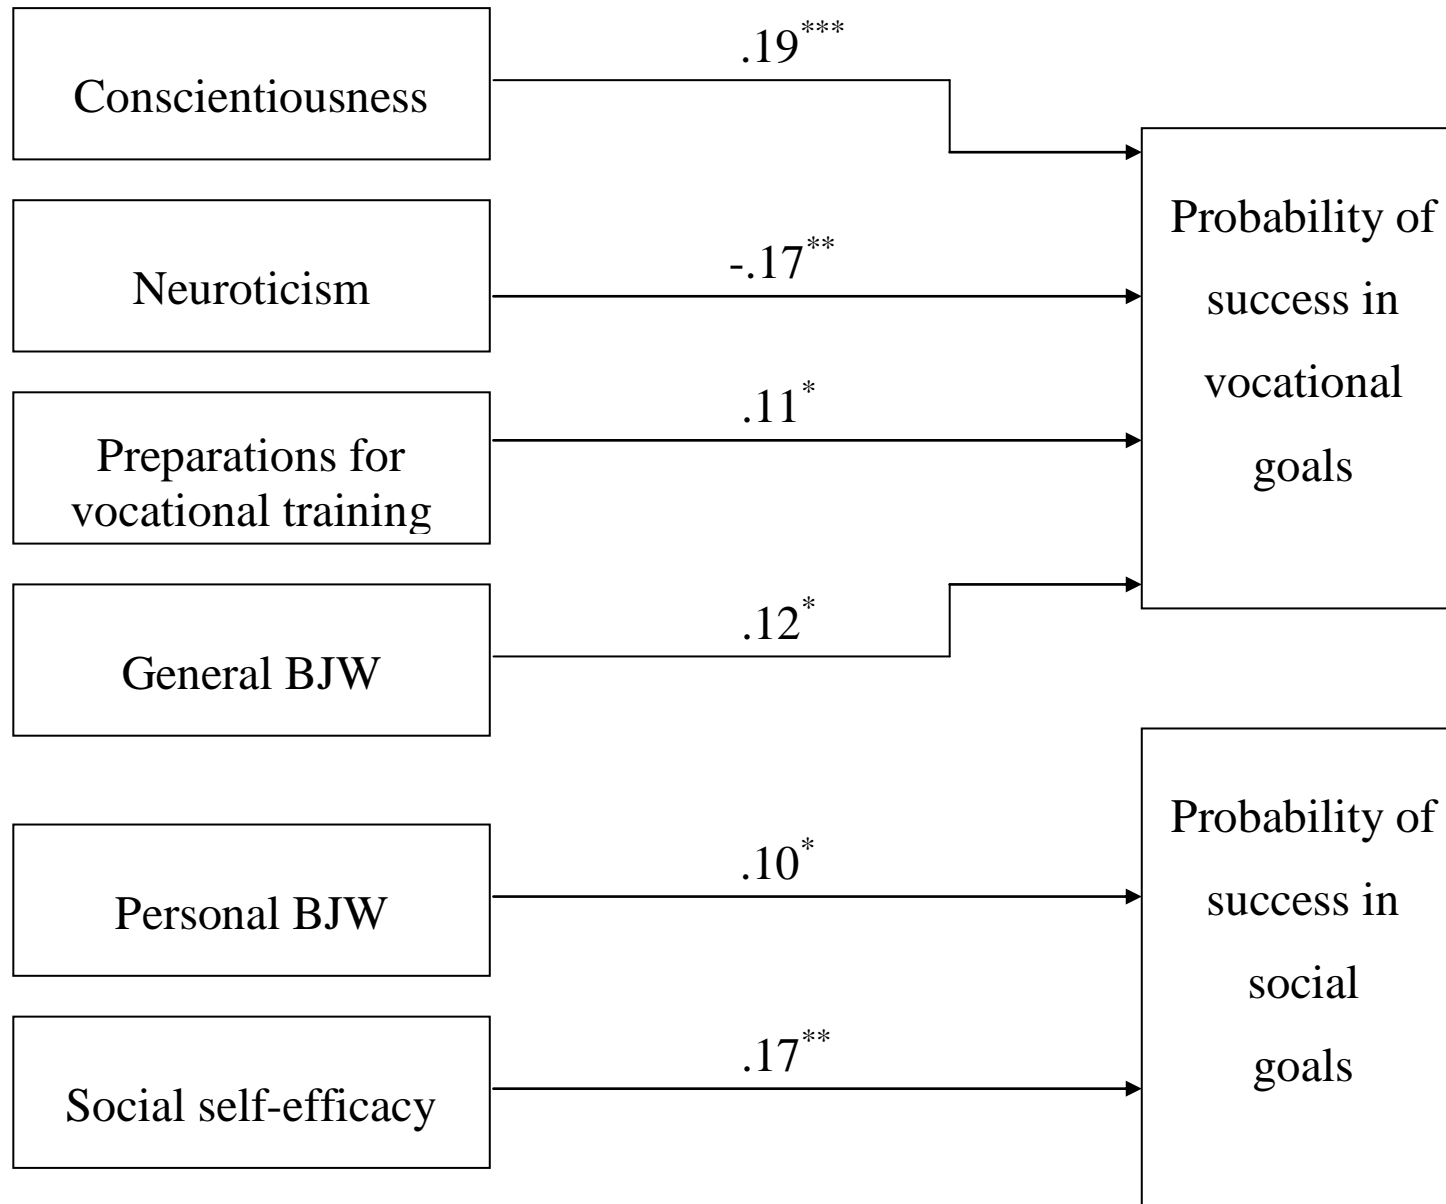 Conscientiousness
.19***
Neuroticism
-.17**
Preparations for
vocational training
.11*
General BJW
.12*
Probability of
success in
vocational
goals
Personal BJW
.10*
Social self-efficacy
.17**
Probability of
success in
social
goals